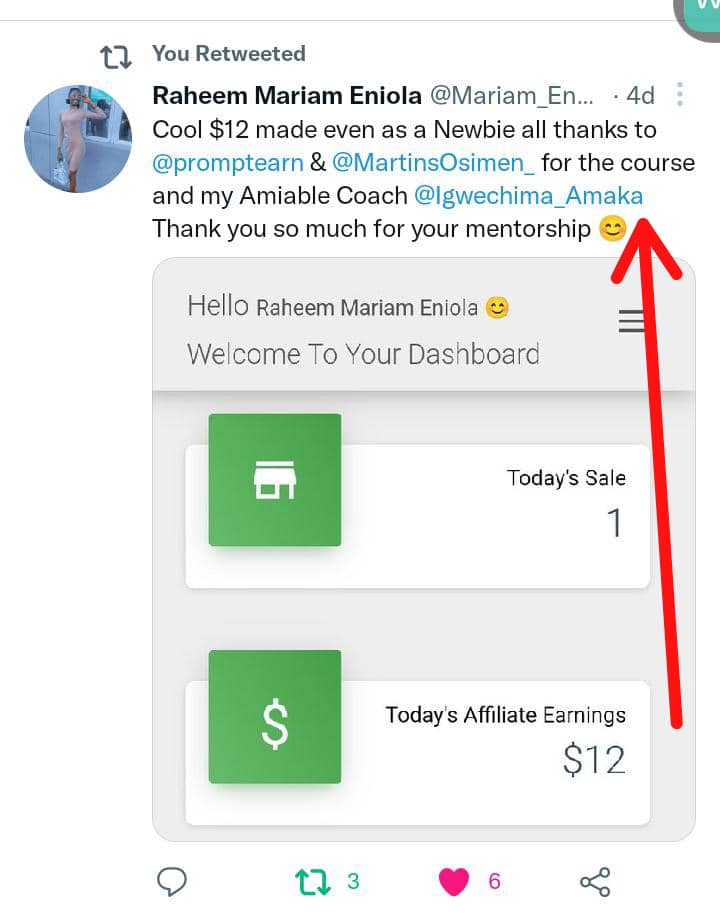 You Retweeted
Raheem Mariam Eniola @Mariam_En... · 4d
Cool $12 made even as a Newbie all thanks to
@promptearn & @MartinsOsimen_ for the course
and my Amiable Coach @Igwechima_Amaka
Thank you so much for your mentorship 😊
Hello Raheem Mariam Eniola 😊
Welcome To Your Dashboard
Today's Sale
1
Today's Affiliate Earnings
$12
3 6